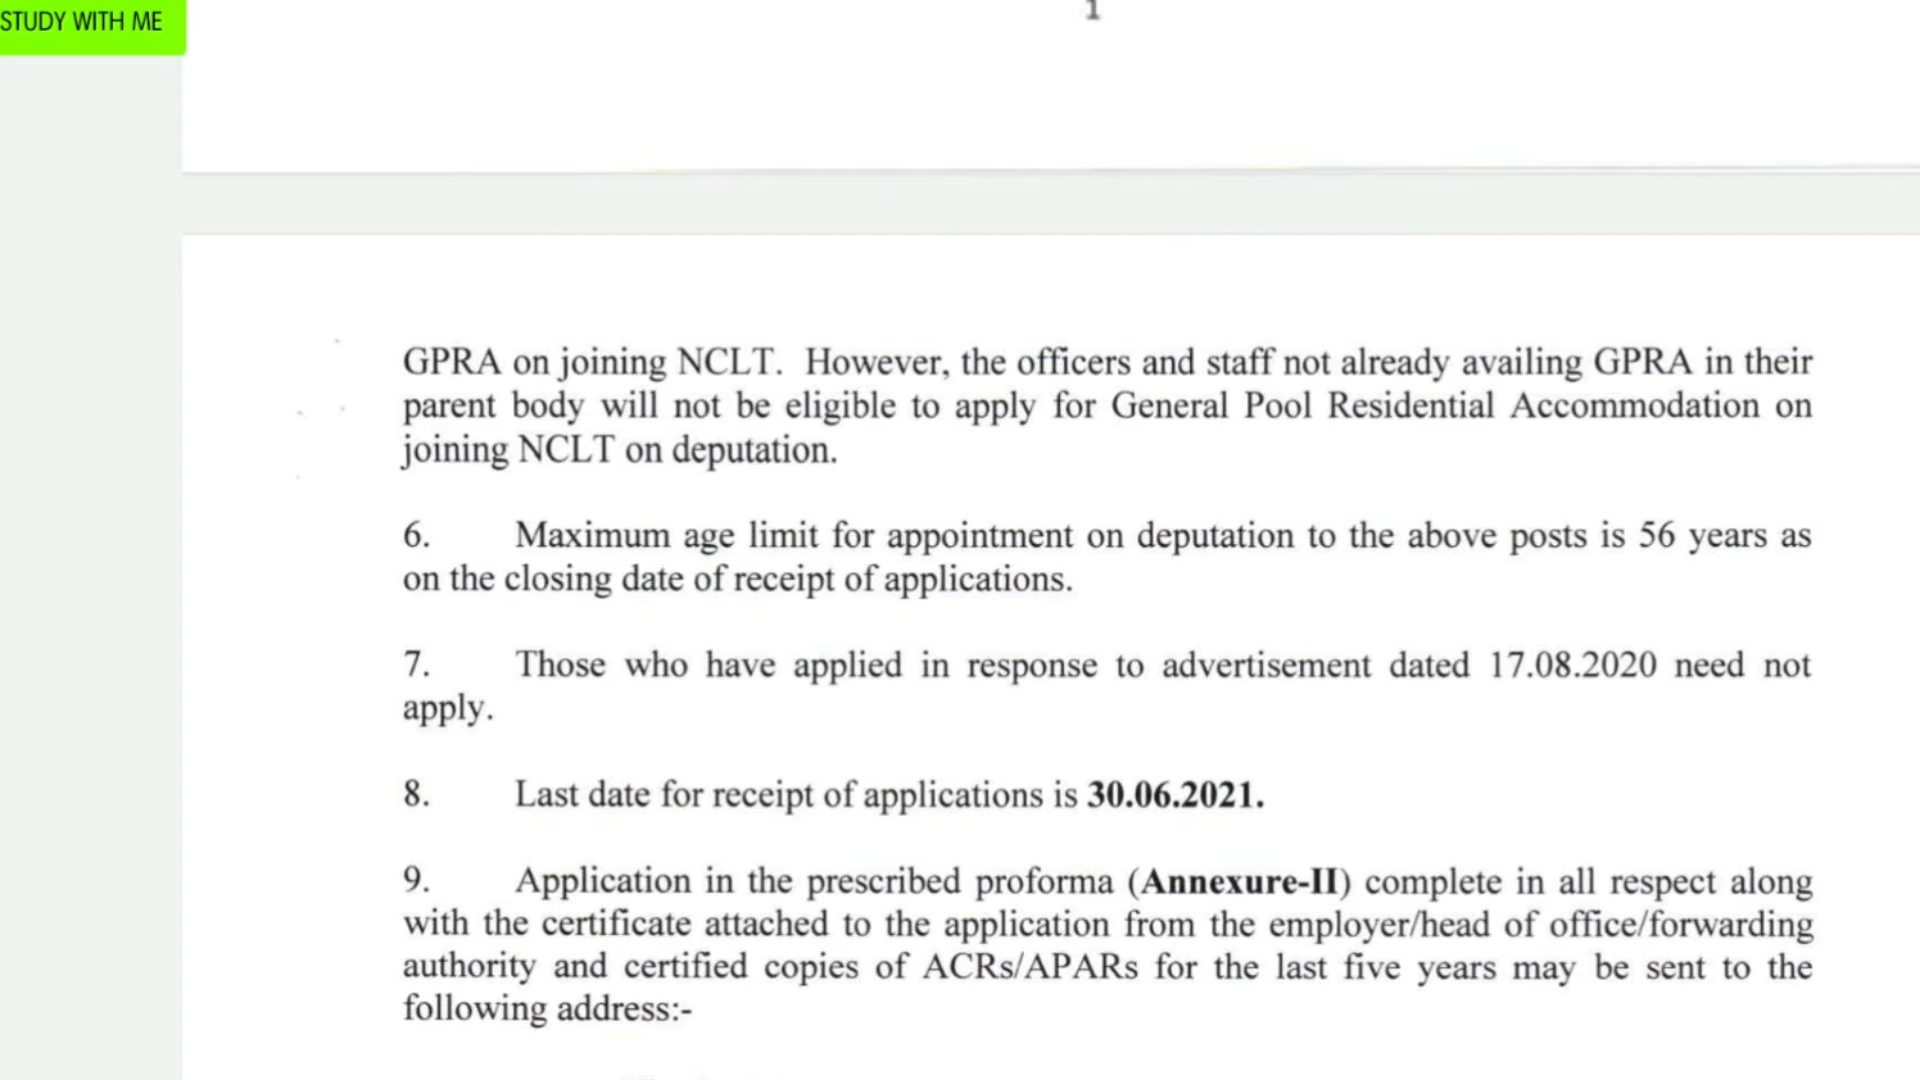 STUDY WITH ME
1
GPRA on joining NCLT. However, the officers and staff not already availing GPRA in their
parent body will not be eligible to apply for General Pool Residential Accommodation on
joining NCLT on deputation.
6. Maximum age limit for appointment on deputation to the above posts is 56 years as
on the closing date of receipt of applications.
7. Those who have applied in response to advertisement dated 17.08.2020 need not
apply.
8. Last date for receipt of applications is 30.06.2021.
9. Application in the prescribed proforma (Annexure-II) complete in all respect along
with the certificate attached to the application from the employer/head of office/forwarding
authority and certified copies of ACRs/APARs for the last five years may be sent to the
following address:-